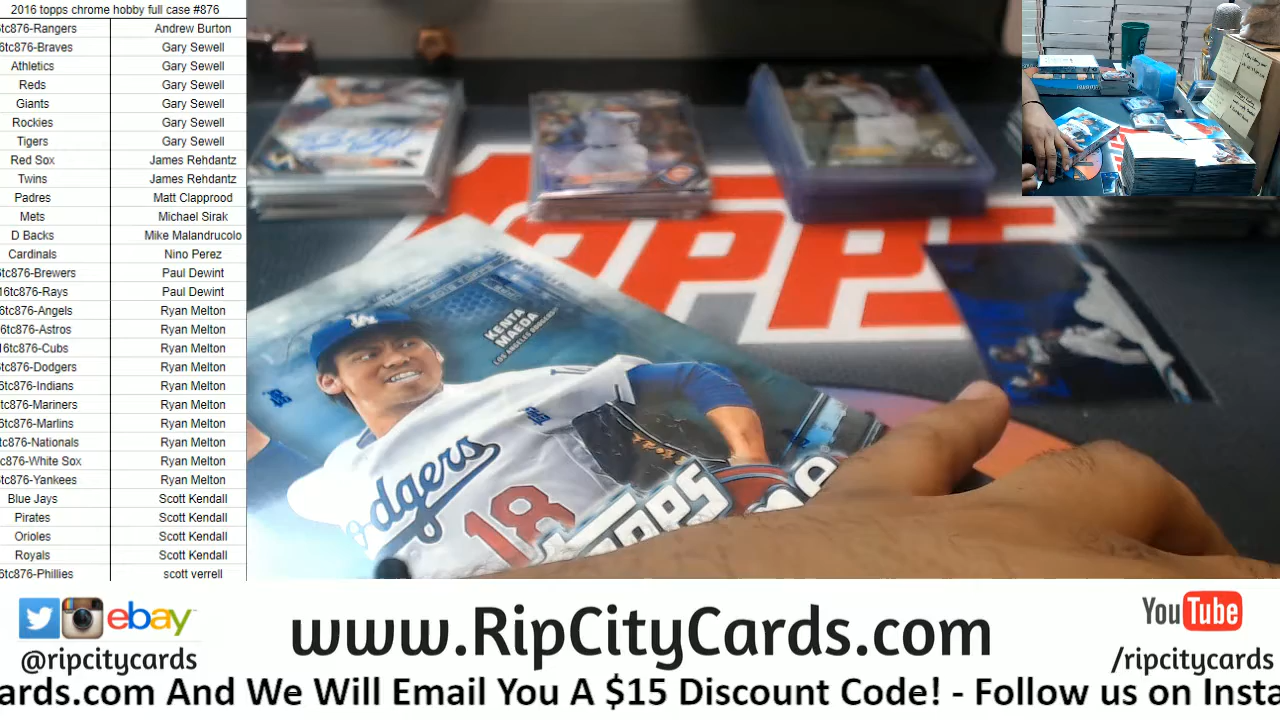 2016 topps chrome hobby full case #876
tc876-Rangers Andrew Burton
6tc876-Braves Gary Sewell
Athletics Gary Sewell
Reds Gary Sewell
Giants Gary Sewell
Rockies Gary Sewell
Tigers Gary Sewell
Red Sox James Rehdantz
Twins James Rehdantz
Padres Matt Clapprood
Mets Michael Sirak
D Backs Mike Malandrucolo
Cardinals Nino Perez
6tc876-Brewers Paul Dewint
16tc876-Rays Paul Dewint
6tc876-Angels Ryan Melton
6tc876-Astros Ryan Melton
16tc876-Cubs Ryan Melton
tc876-Dodgers Ryan Melton
6tc876-Indians Ryan Melton
tc876-Mariners Ryan Melton
6tc876-Marlins Ryan Melton
c876-Nationals Ryan Melton
c876-White Sox Ryan Melton
tc876-Yankees Ryan Melton
Blue Jays Scott Kendall
Pirates Scott Kendall
Orioles Scott Kendall
Royals Scott Kendall
6tc876-Phillies scott verrell
TOPPS
KENTA
MAEDA
LOS ANGELES DODGERS
Dodgers
18
TOPPS
ebay
@ripcitycards
www.RipCityCards.com
YouTube
/ripcitycards
ards.com And We Will Email You A $15 Discount Code! - Follow us on Insta